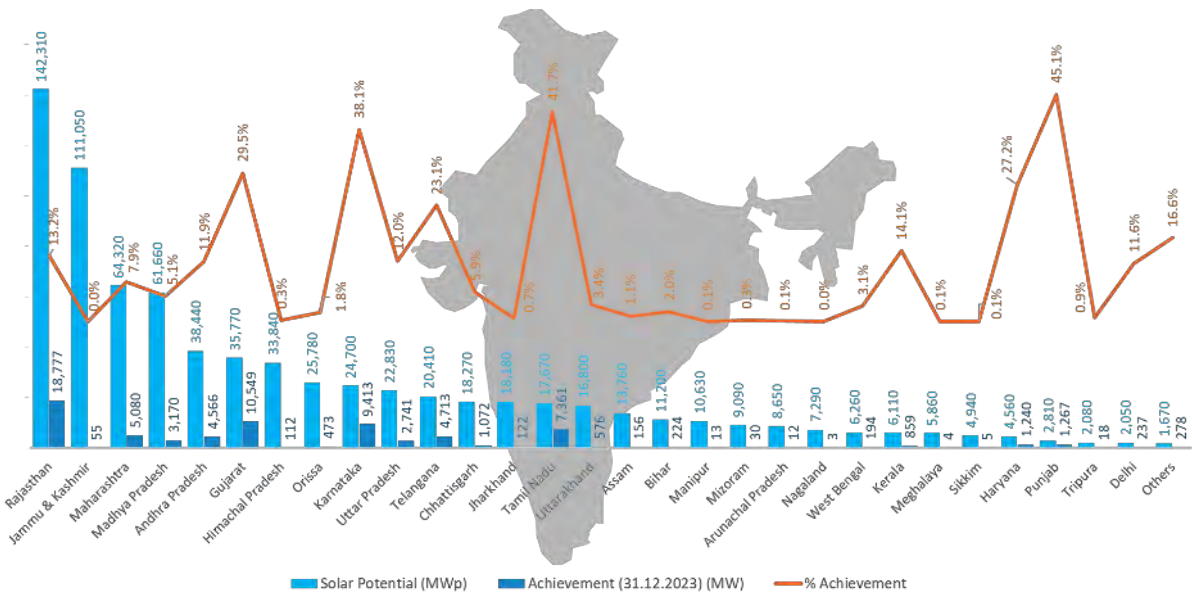 142,310
18,777
13.2%
111,050
55
0.0%
64,320
5,080
7.9%
61,660
3,170
5.1%
38,440
4,566
11.9%
35,770
10,549
29.5%
33,840
112
0.3%
25,780
473
1.8%
24,700
9,413
38.1%
22,830
2,741
12.0%
20,410
4,713
23.1%
18,270
1,072
5.9%
18,180
122
0.7%
17,670
7,361
41.7%
16,800
576
3.4%
13,760
156
1.1%
11,200
224
2.0%
10,630
13
0.1%
9,090
30
0.3%
8,650
12
0.1%
7,290
3
0.0%
6,260
194
3.1%
6,110
859
14.1%
5,860
4
0.1%
4,940
5
0.1%
4,560
1,240
27.2%
2,810
1,267
45.1%
2,080
18
0.9%
2,050
237
11.6%
1,670
278
16.6%
Rajasthan
Jammu & Kashmir
Maharashtra
Madhya Pradesh
Andhra Pradesh
Gujarat
Himachal Pradesh
Orissa
Karnataka
Uttar Pradesh
Telangana
Chhattisgarh
Jharkhand
Tamil Nadu
Uttarakhand
Assam
Bihar
Manipur
Mizoram
Arunachal Pradesh
Nagaland
West Bengal
Kerala
Meghalaya
Sikkim
Haryana
Punjab
Tripura
Delhi
Others
Solar Potential (MWp)
Achievement (31.12.2023) (MW)
% Achievement